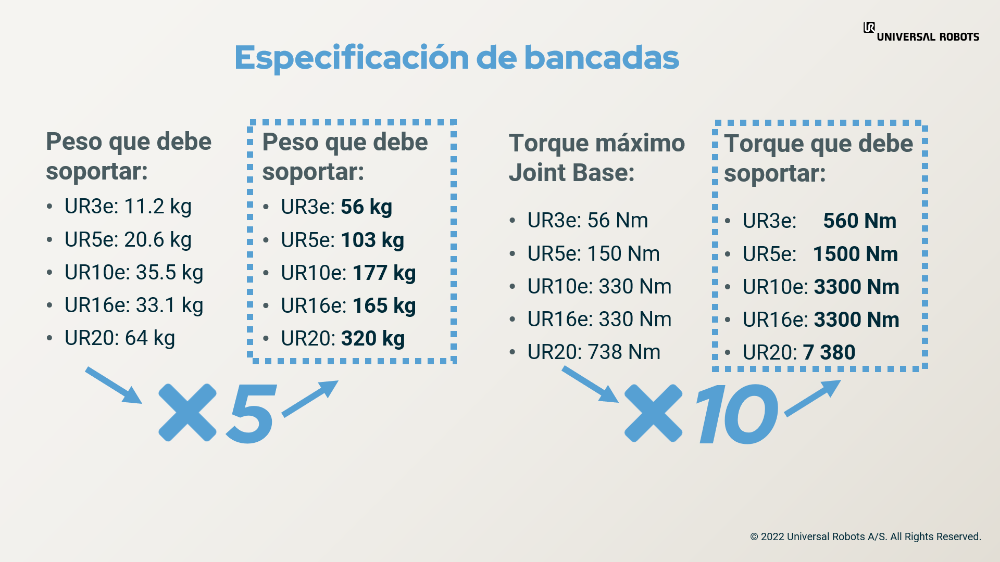 UR
UNIVERSAL ROBOTS
Especificación de bancadas
Peso que debe
soportar:
• UR3e: 11.2 kg
• UR5e: 20.6 kg
• UR10e: 35.5 kg
• UR16e: 33.1 kg
• UR20: 64 kg
Peso que debe
soportar:
• UR3e: 56 kg
• UR5e: 103 kg
• UR10e: 177 kg
• UR16e: 165 kg
• UR20: 320 kg
×5
Torque máximo
Joint Base:
• UR3e: 56 Nm
• UR5e: 150 Nm
• UR10e: 330 Nm
• UR16e: 330 Nm
• UR20: 738 Nm
Torque que debe
soportar:
• UR3e: 560 Nm
• UR5e: 1500 Nm
• UR10e: 3300 Nm
• UR16e: 3300 Nm
• UR20: 7 380
×10
© 2022 Universal Robots A/S. All Rights Reserved.